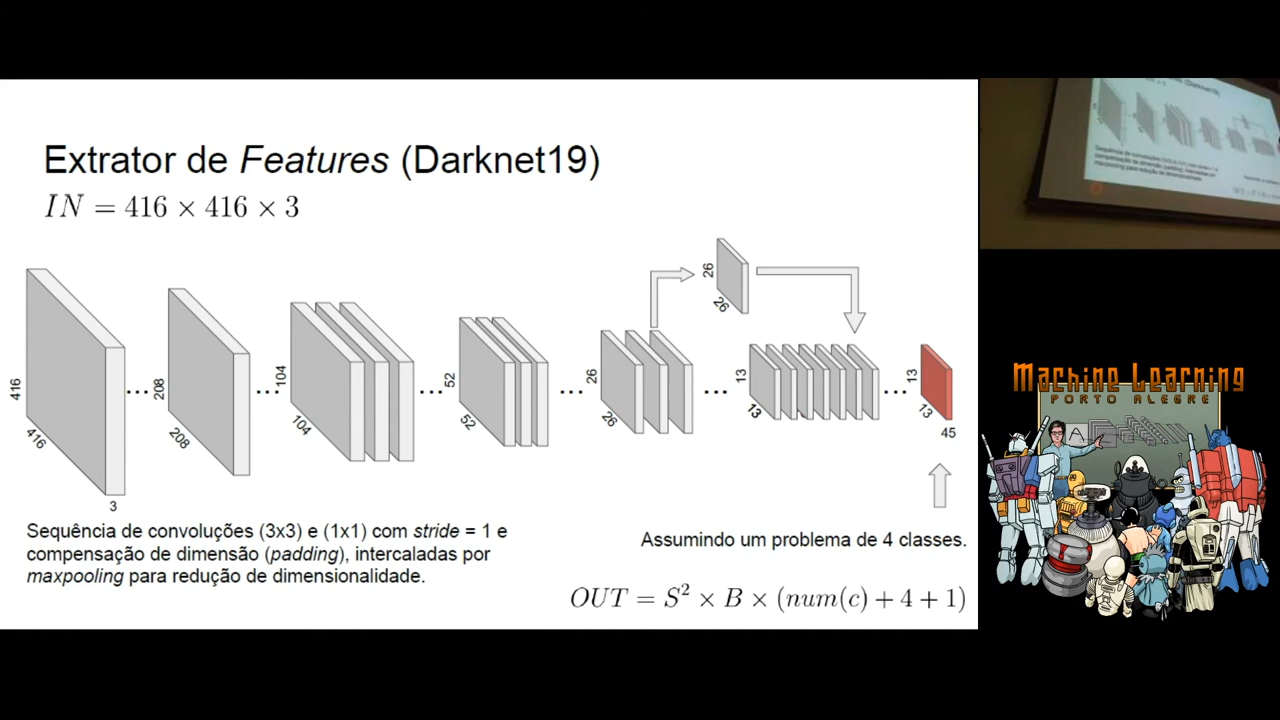 Extrator de Features (Darknet19)
IN = 416 × 416 × 3
416
416
3
208
208
104
104
52
52
26
26
26
26
13
13
13
13
45
Sequência de convoluções (3x3) e (1x1) com stride = 1 e
compensação de dimensão (padding), intercaladas por
maxpooling para redução de dimensionalidade.
Assumindo um problema de 4 classes.
OUT = S² × B × (num(c) + 4 + 1)
Machine Learning
PORTO ALEGRE